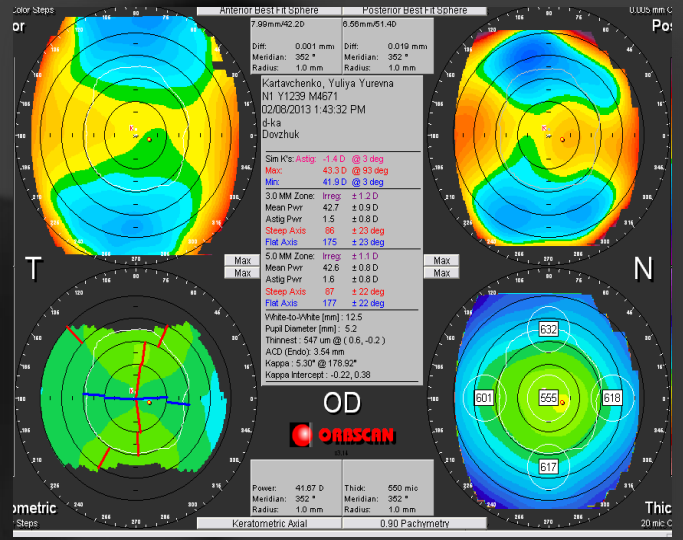 Color Steps
Anterior Best Fit Sphere
Posterior Best Fit Sphere
0.005 mm C
or
Pos
7.99mm/42.2D
6.56mm/51.4D
Diff: 0.001 mm
Meridian: 352 °
Radius: 1.0 mm
Diff: 0.019 mm
Meridian: 352 °
Radius: 1.0 mm
Kartavchenko, Yuliya Yurevna
N1 Y1239 M4671
02/08/2013 1:43:32 PM
d-ka
Dovzhuk
Sim K's: Astig: -1.4 D @ 3 deg
Max: 43.3 D @ 93 deg
Min: 41.9 D @ 3 deg
3.0 MM Zone: Irreg: ± 1.2 D
Mean Pwr 42.7 ± 0.9 D
Astig Pwr 1.5 ± 0.8 D
Steep Axis 86 ± 23 deg
Flat Axis 175 ± 23 deg
5.0 MM Zone: Irreg: ± 1.1 D
Mean Pwr 42.6 ± 0.8 D
Astig Pwr 1.6 ± 0.8 D
Steep Axis 87 ± 22 deg
Flat Axis 177 ± 22 deg
White-to-White [mm] : 12.5
Pupil Diameter [mm] : 5.2
Thinnest : 547 um @ ( 0.6, -0.2 )
ACD (Endo): 3.54 mm
Kappa : 5.30° @ 178.92°
Kappa Intercept : -0.22, 0.38
Max
Max
Max
Max
T
N
OD
ORBSCAN
632
601
555
618
617
Power: 41.67 D
Meridian: 352 °
Radius: 1.0 mm
Thick: 550 mic
Meridian: 352 °
Radius: 1.0 mm
ometric
Thic
Steps
Keratometric Axial
0.90 Pachymetry
20 mic C